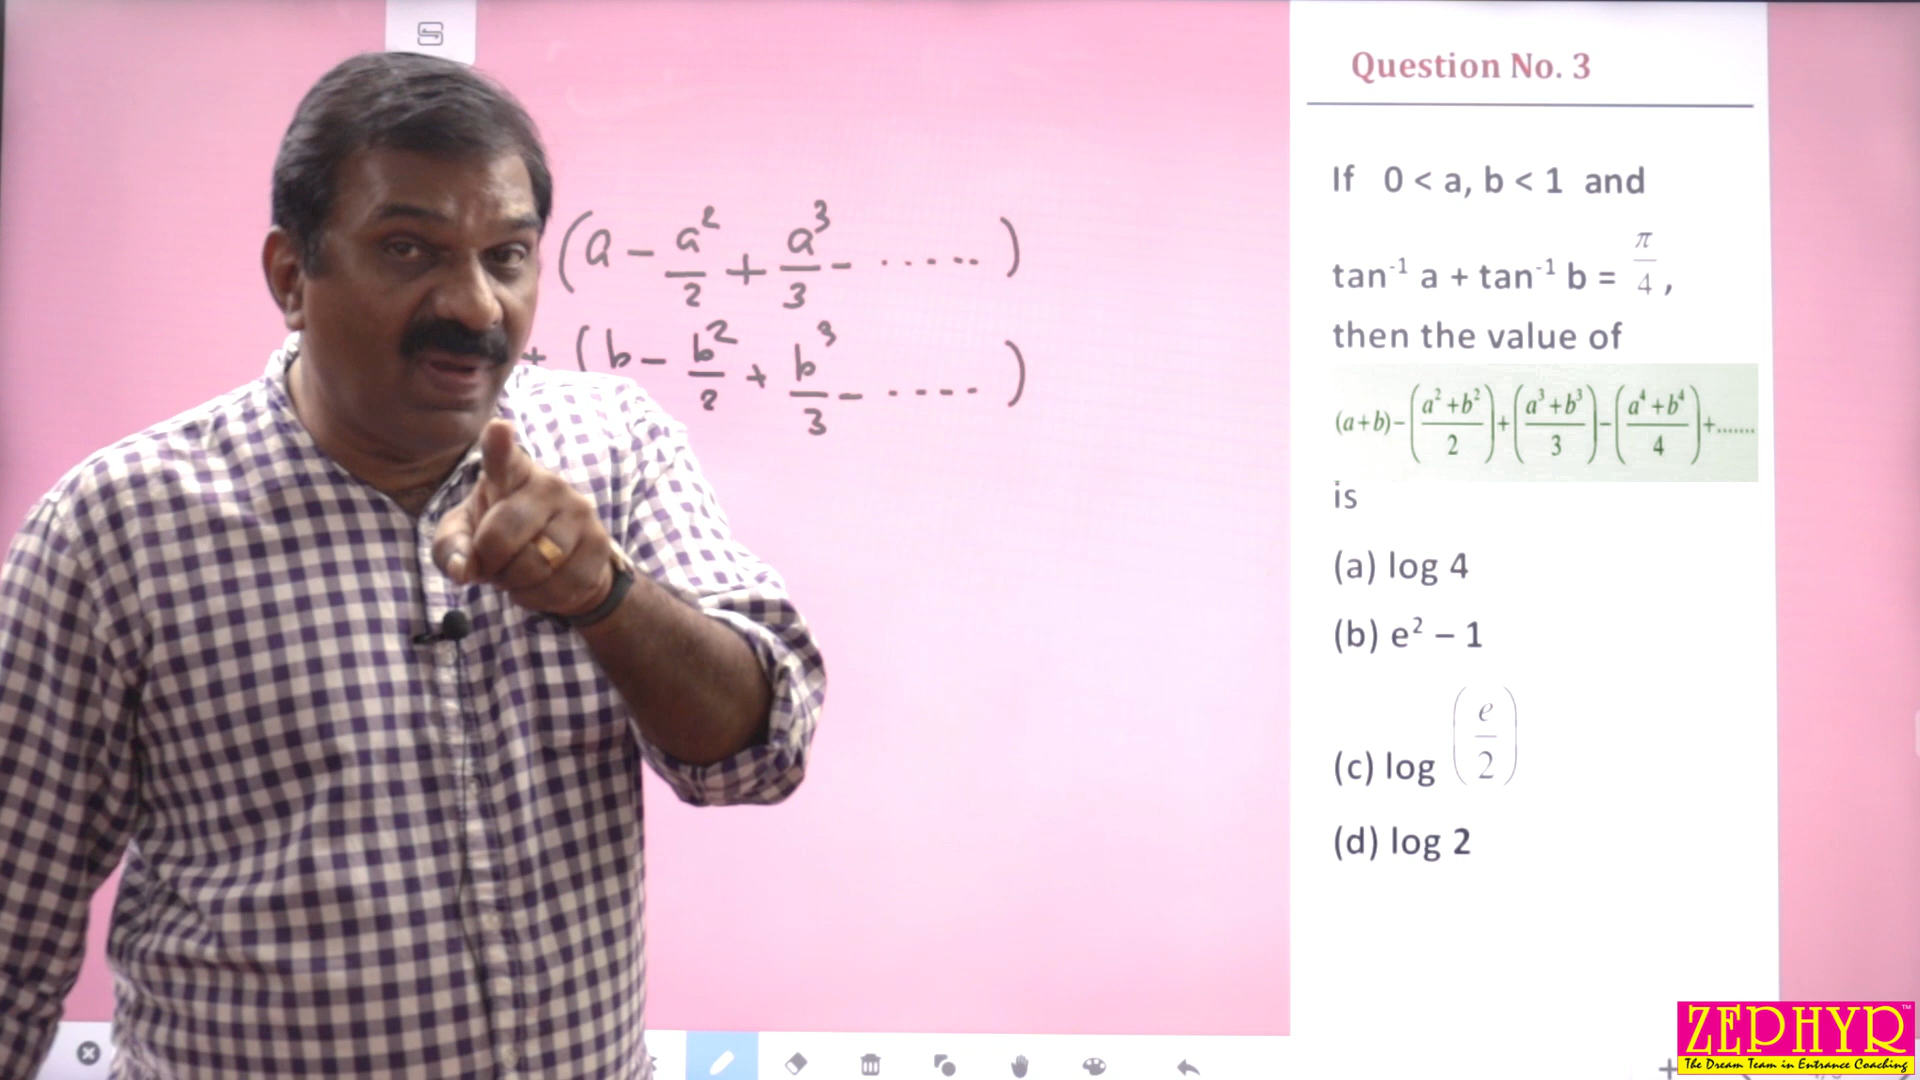 (a - a²/2 + a³/3 - ......)
+ (b - b²/2 + b³/3 - .....)
Question No. 3
If 0 < a, b < 1 and
tan⁻¹ a + tan⁻¹ b = π/4 ,
then the value of
(a+b)-((a²+b²)/2)+((a³+b³)/3)-((a⁴+b⁴)/4)+.......
is
(a) log 4
(b) e² – 1
(c) log (e/2)
(d) log 2
ZEPHYR™
The Dream Team in Entrance Coaching